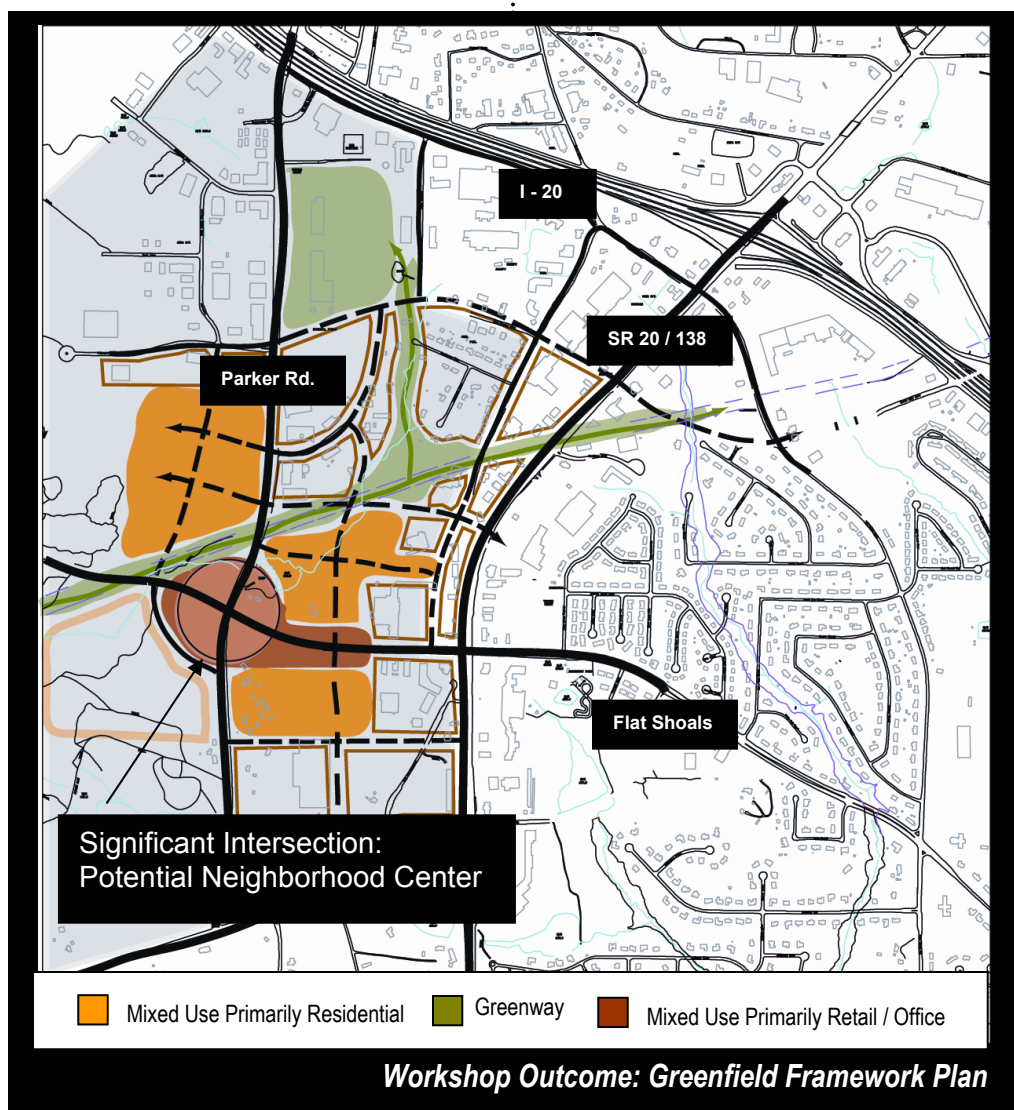 I - 20
SR 20 / 138
Parker Rd.
Flat Shoals
Significant Intersection:
Potential Neighborhood Center
Mixed Use Primarily Residential
Greenway
Mixed Use Primarily Retail / Office
Workshop Outcome: Greenfield Framework Plan